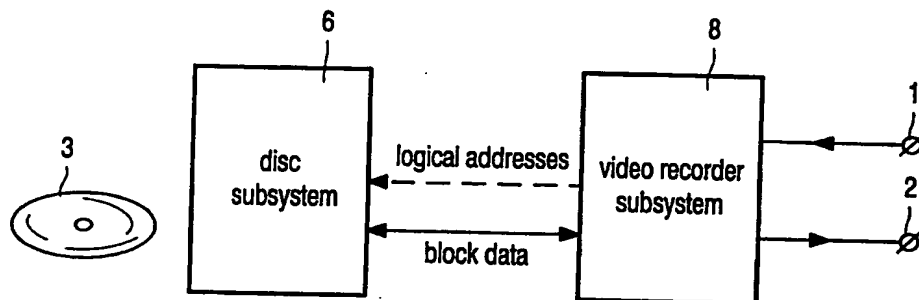 6
8
1
3
disc
subsystem
logical addresses
video recorder
subsystem
2
block data